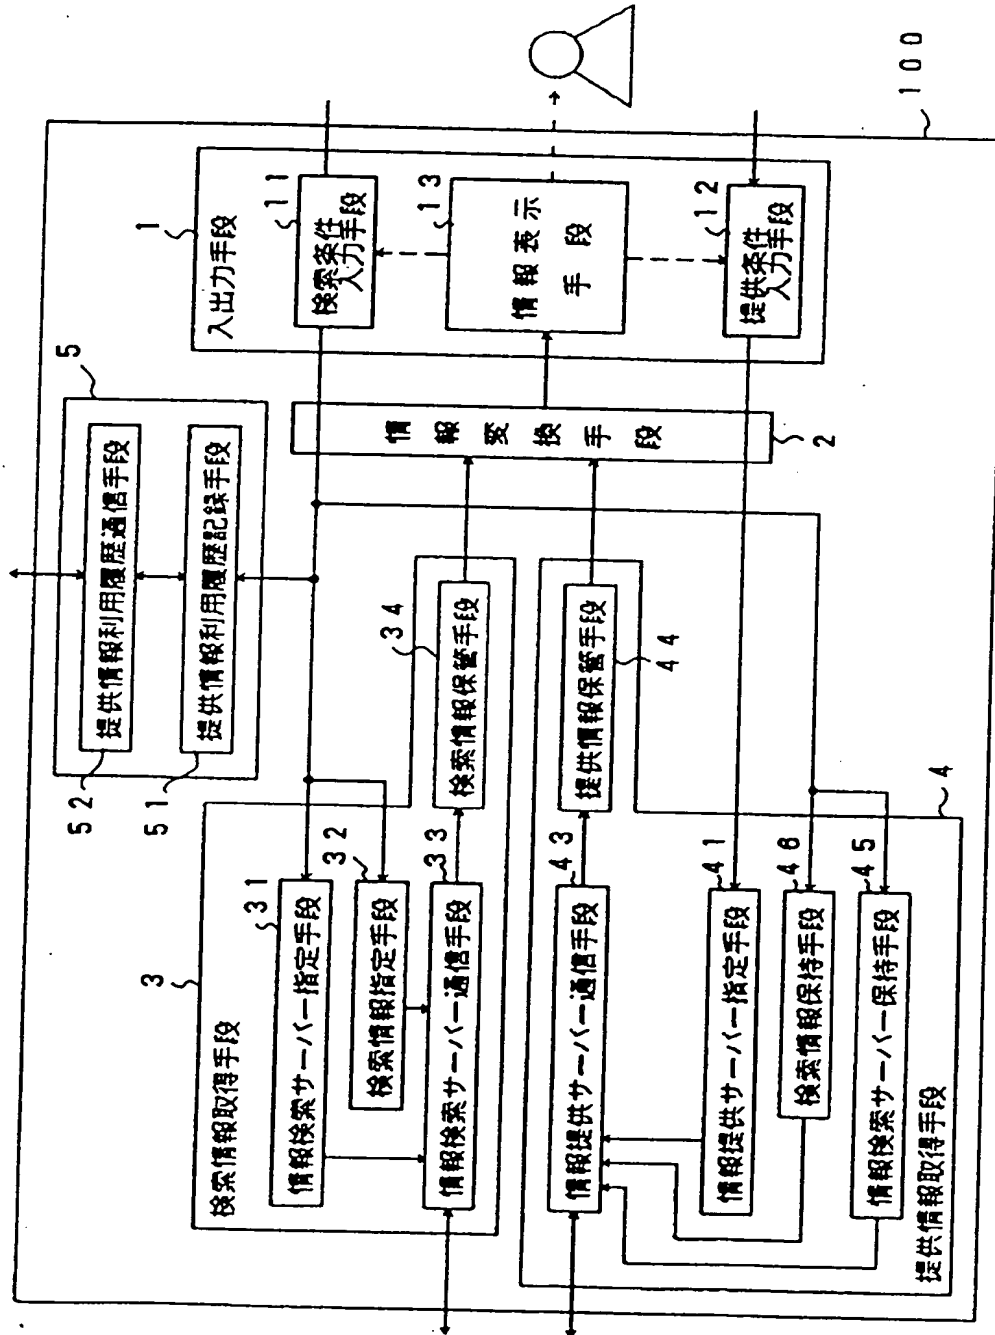 100
1
入出力手段
11
検索条件
入力手段
13
情報表示
手段
12
提供条件
入力手段
5
提供情報利用履歴通信手段
52
提供情報利用履歴記録手段
51
情報変換手段
2
3
検索情報取得手段
31
情報検索サーバー指定手段
32
検索情報指定手段
33
情報検索サーバー通信手段
34
検索情報保管手段
4
提供情報取得手段
43
情報提供サーバー通信手段
44
提供情報保管手段
41
情報提供サーバー指定手段
46
検索情報保持手段
45
情報検索サーバー保持手段